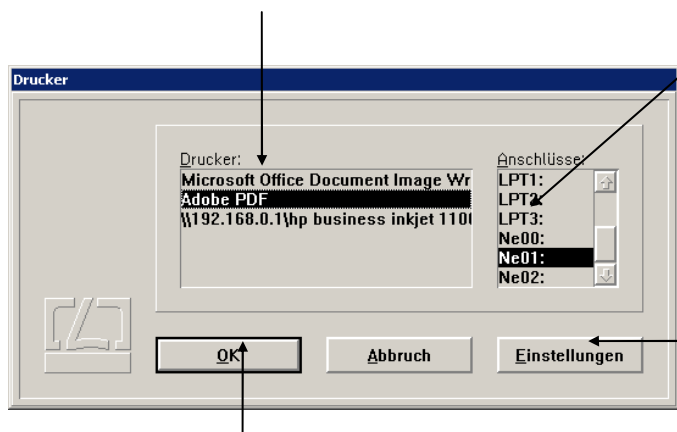 Drucker
Drucker:
Microsoft Office Document Image Wr
Adobe PDF
\\192.168.0.1\hp business inkjet 110
Anschlüsse:
LPT1:
LPT2:
LPT3:
Ne00:
Ne01:
Ne02:
OK
Abbruch
Einstellungen